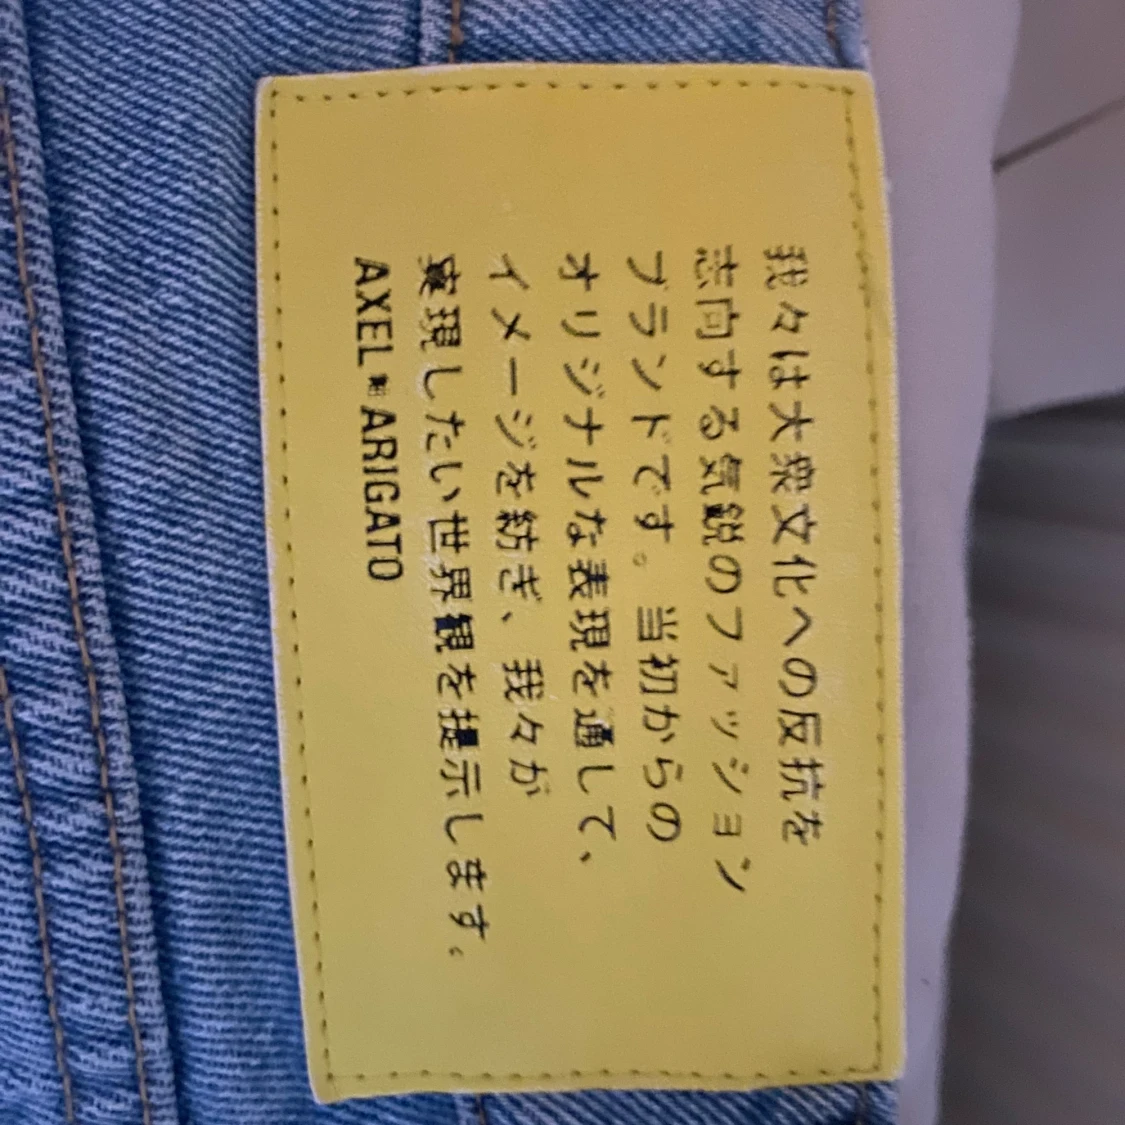 我々は大衆文化への反抗を
志向する気鋭のファッション
ブランドです。当初からの
オリジナルな表現を通して、
イメージを紡ぎ、我々が
実現したい世界観を提示します。
AXEL ARIGATO